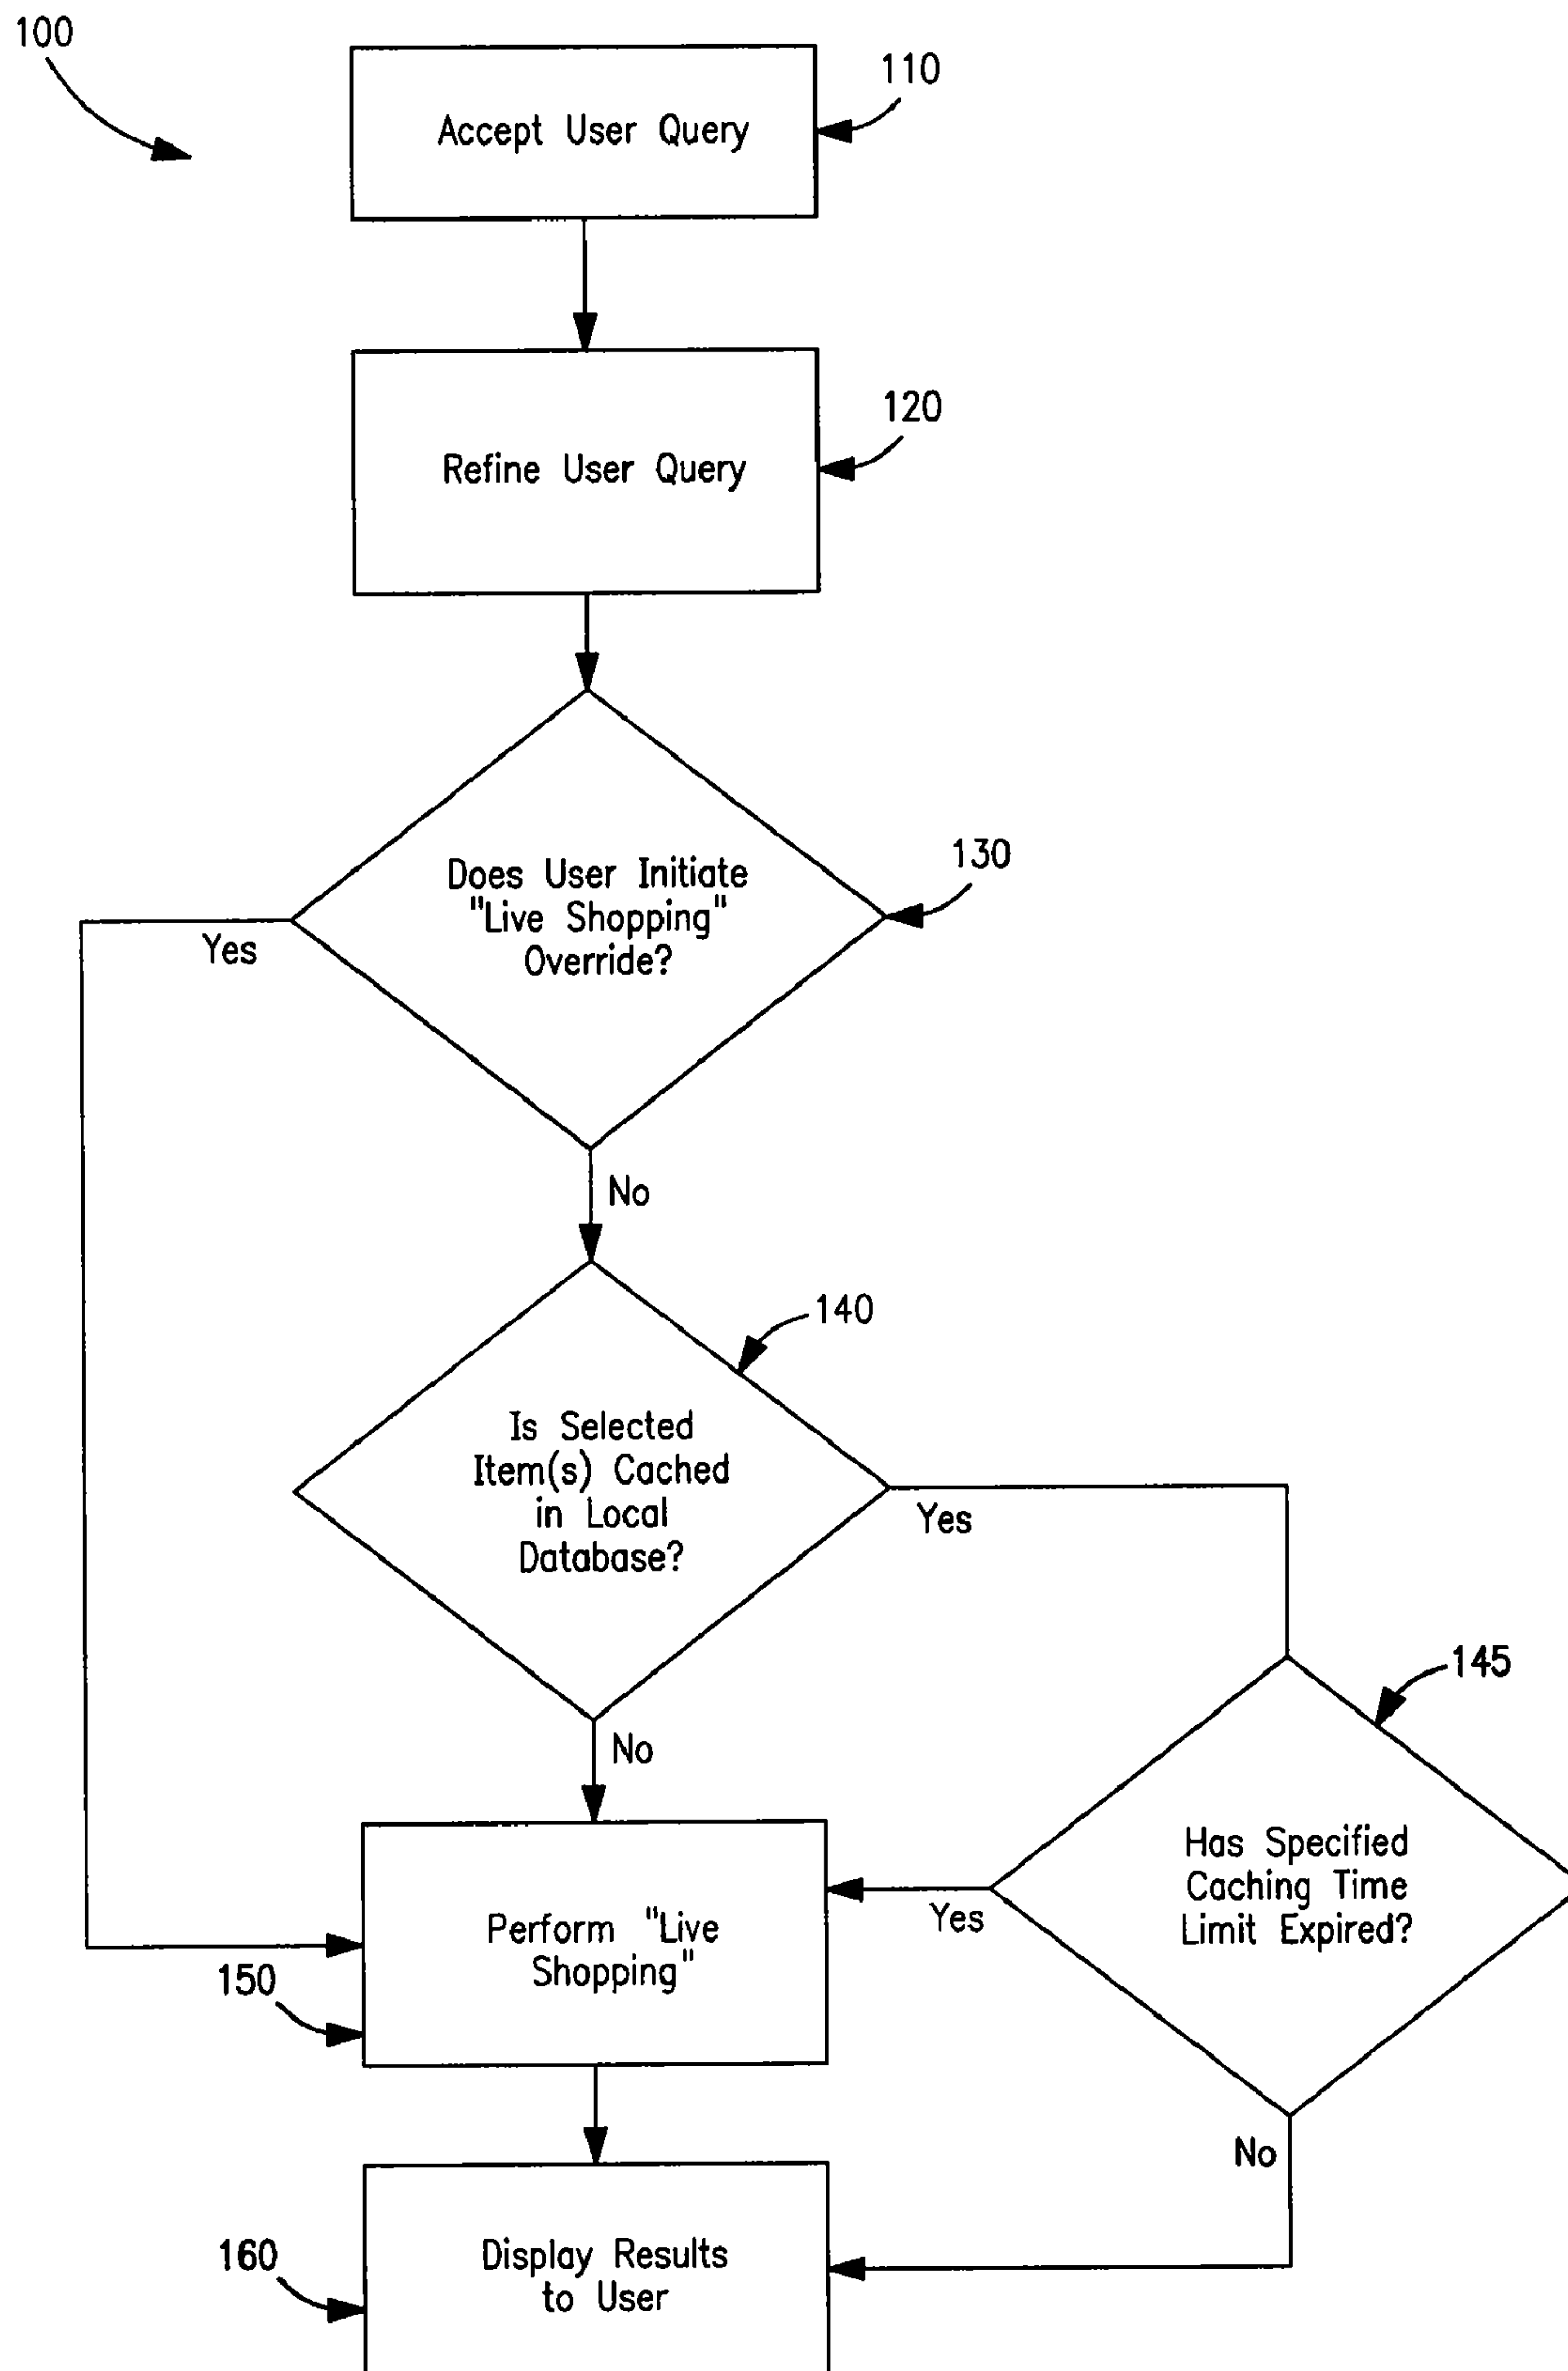 100
110
Accept User Query
120
Refine User Query
130
Does User Initiate
"Live Shopping"
Override?
Yes
No
140
Is Selected
Item(s) Cached
in Local
Database?
Yes
145
No
Has Specified
Caching Time
Limit Expired?
Yes
Perform "Live
Shopping"
150
No
160
Display Results
to User